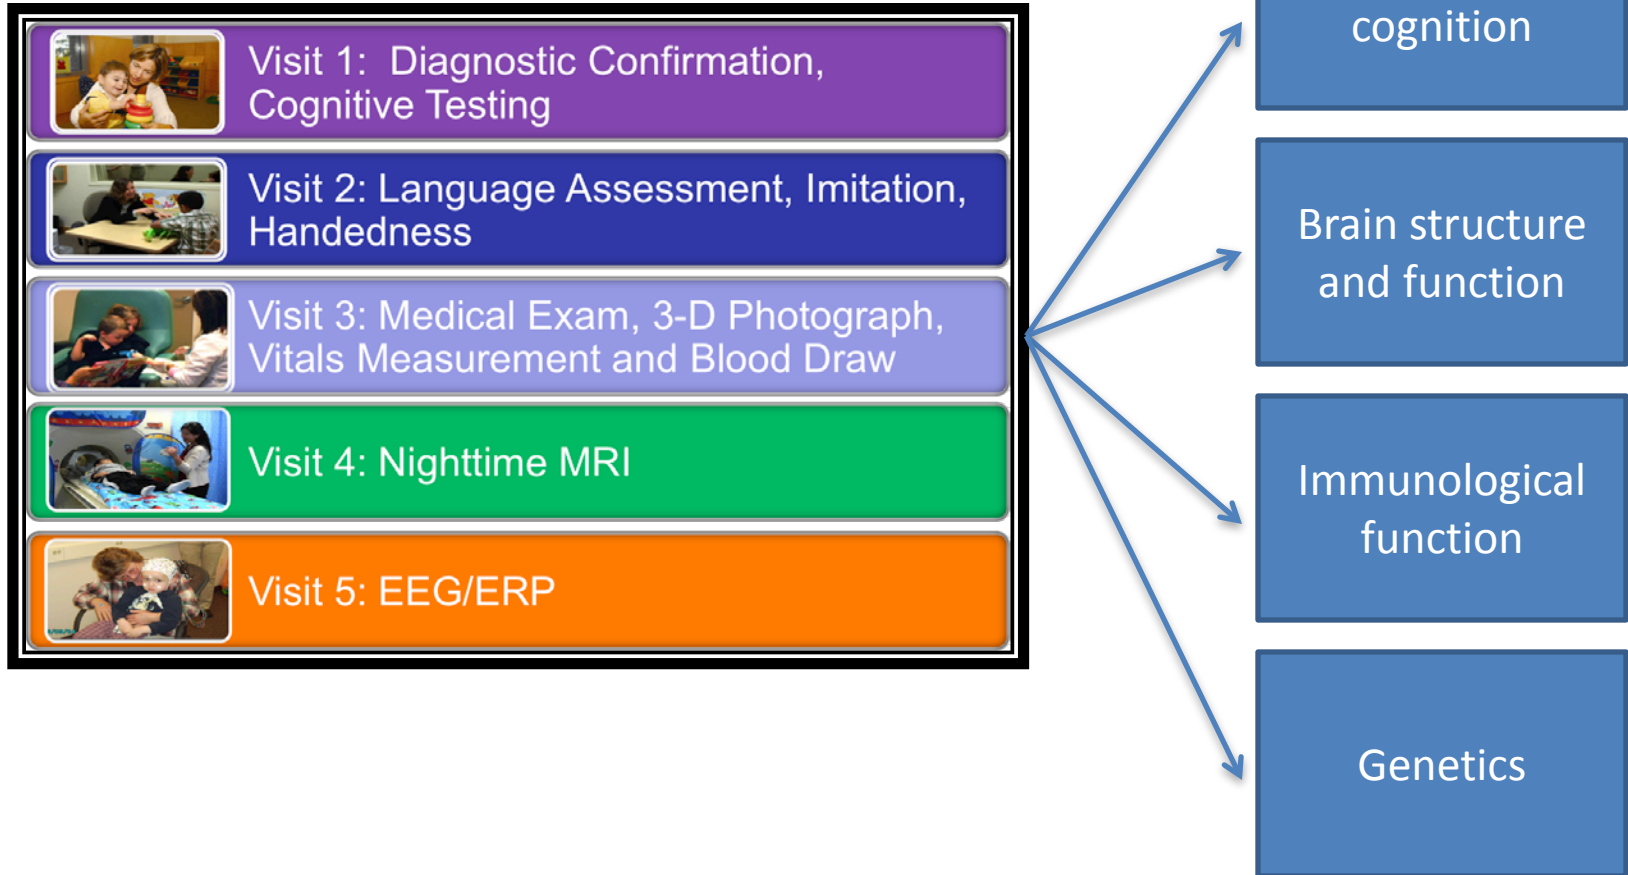 Visit 1:  Diagnostic Confirmation,
Cognitive Testing
Visit 2: Language Assessment, Imitation,
Handedness
Visit 3: Medical Exam, 3-D Photograph,
Vitals Measurement and Blood Draw
Visit 4: Nighttime MRI
Visit 5: EEG/ERP
cognition
Brain structure
and function
Immunological
function
Genetics